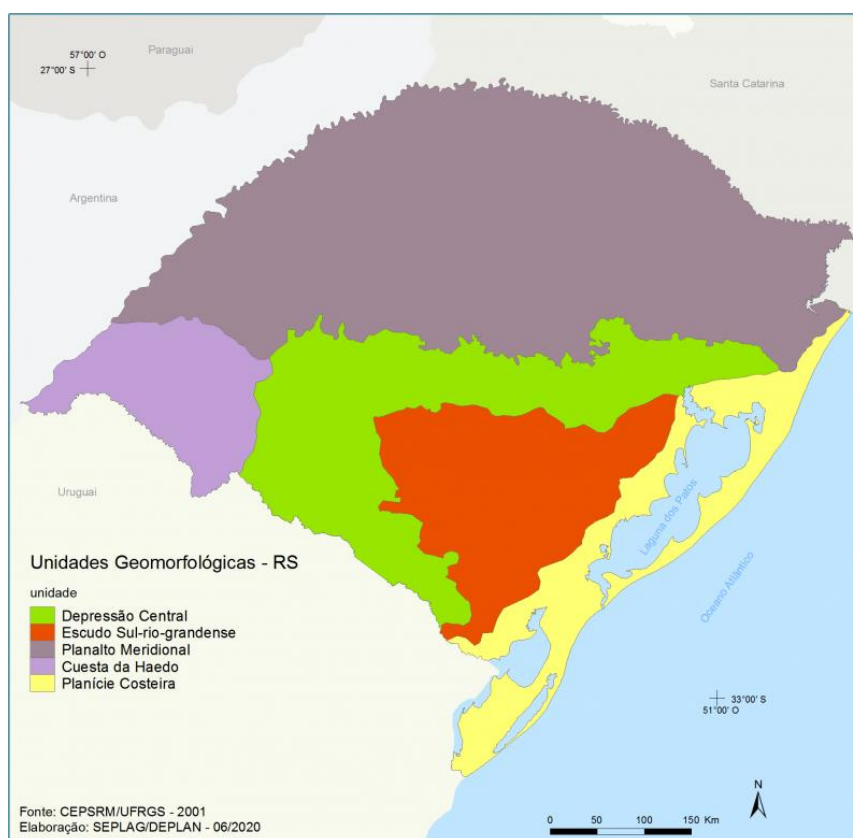 Paraguai
57°00' O
27°00' S
Santa Catarina
Argentina
Uruguai
Laguna dos Patos
Oceano Atlântico
Unidades Geomorfológicas - RS
unidade
Depressão Central
Escudo Sul-rio-grandense
Planalto Meridional
Cuesta da Haedo
Planície Costeira
33°00' S
51°00' O
N
0 50 100 150 Km
Fonte: CEPSRM/UFRGS - 2001
Elaboração: SEPLAG/DEPLAN - 06/2020